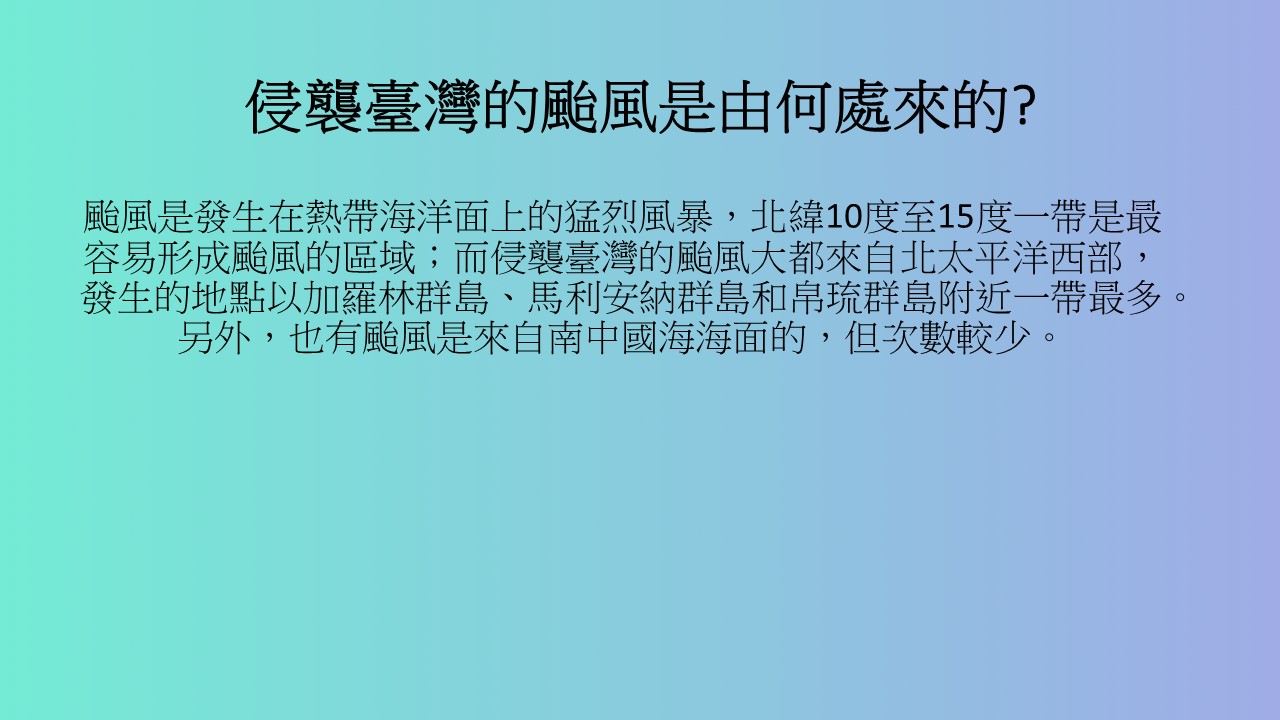 侵襲臺灣的颱風是由何處來的?
颱風是發生在熱帶海洋面上的猛烈風暴，北緯10度至15度一帶是最
容易形成颱風的區域；而侵襲臺灣的颱風大都來自北太平洋西部，
發生的地點以加羅林群島、馬利安納群島和帛琉群島附近一帶最多。
另外，也有颱風是來自南中國海海面的，但次數較少。